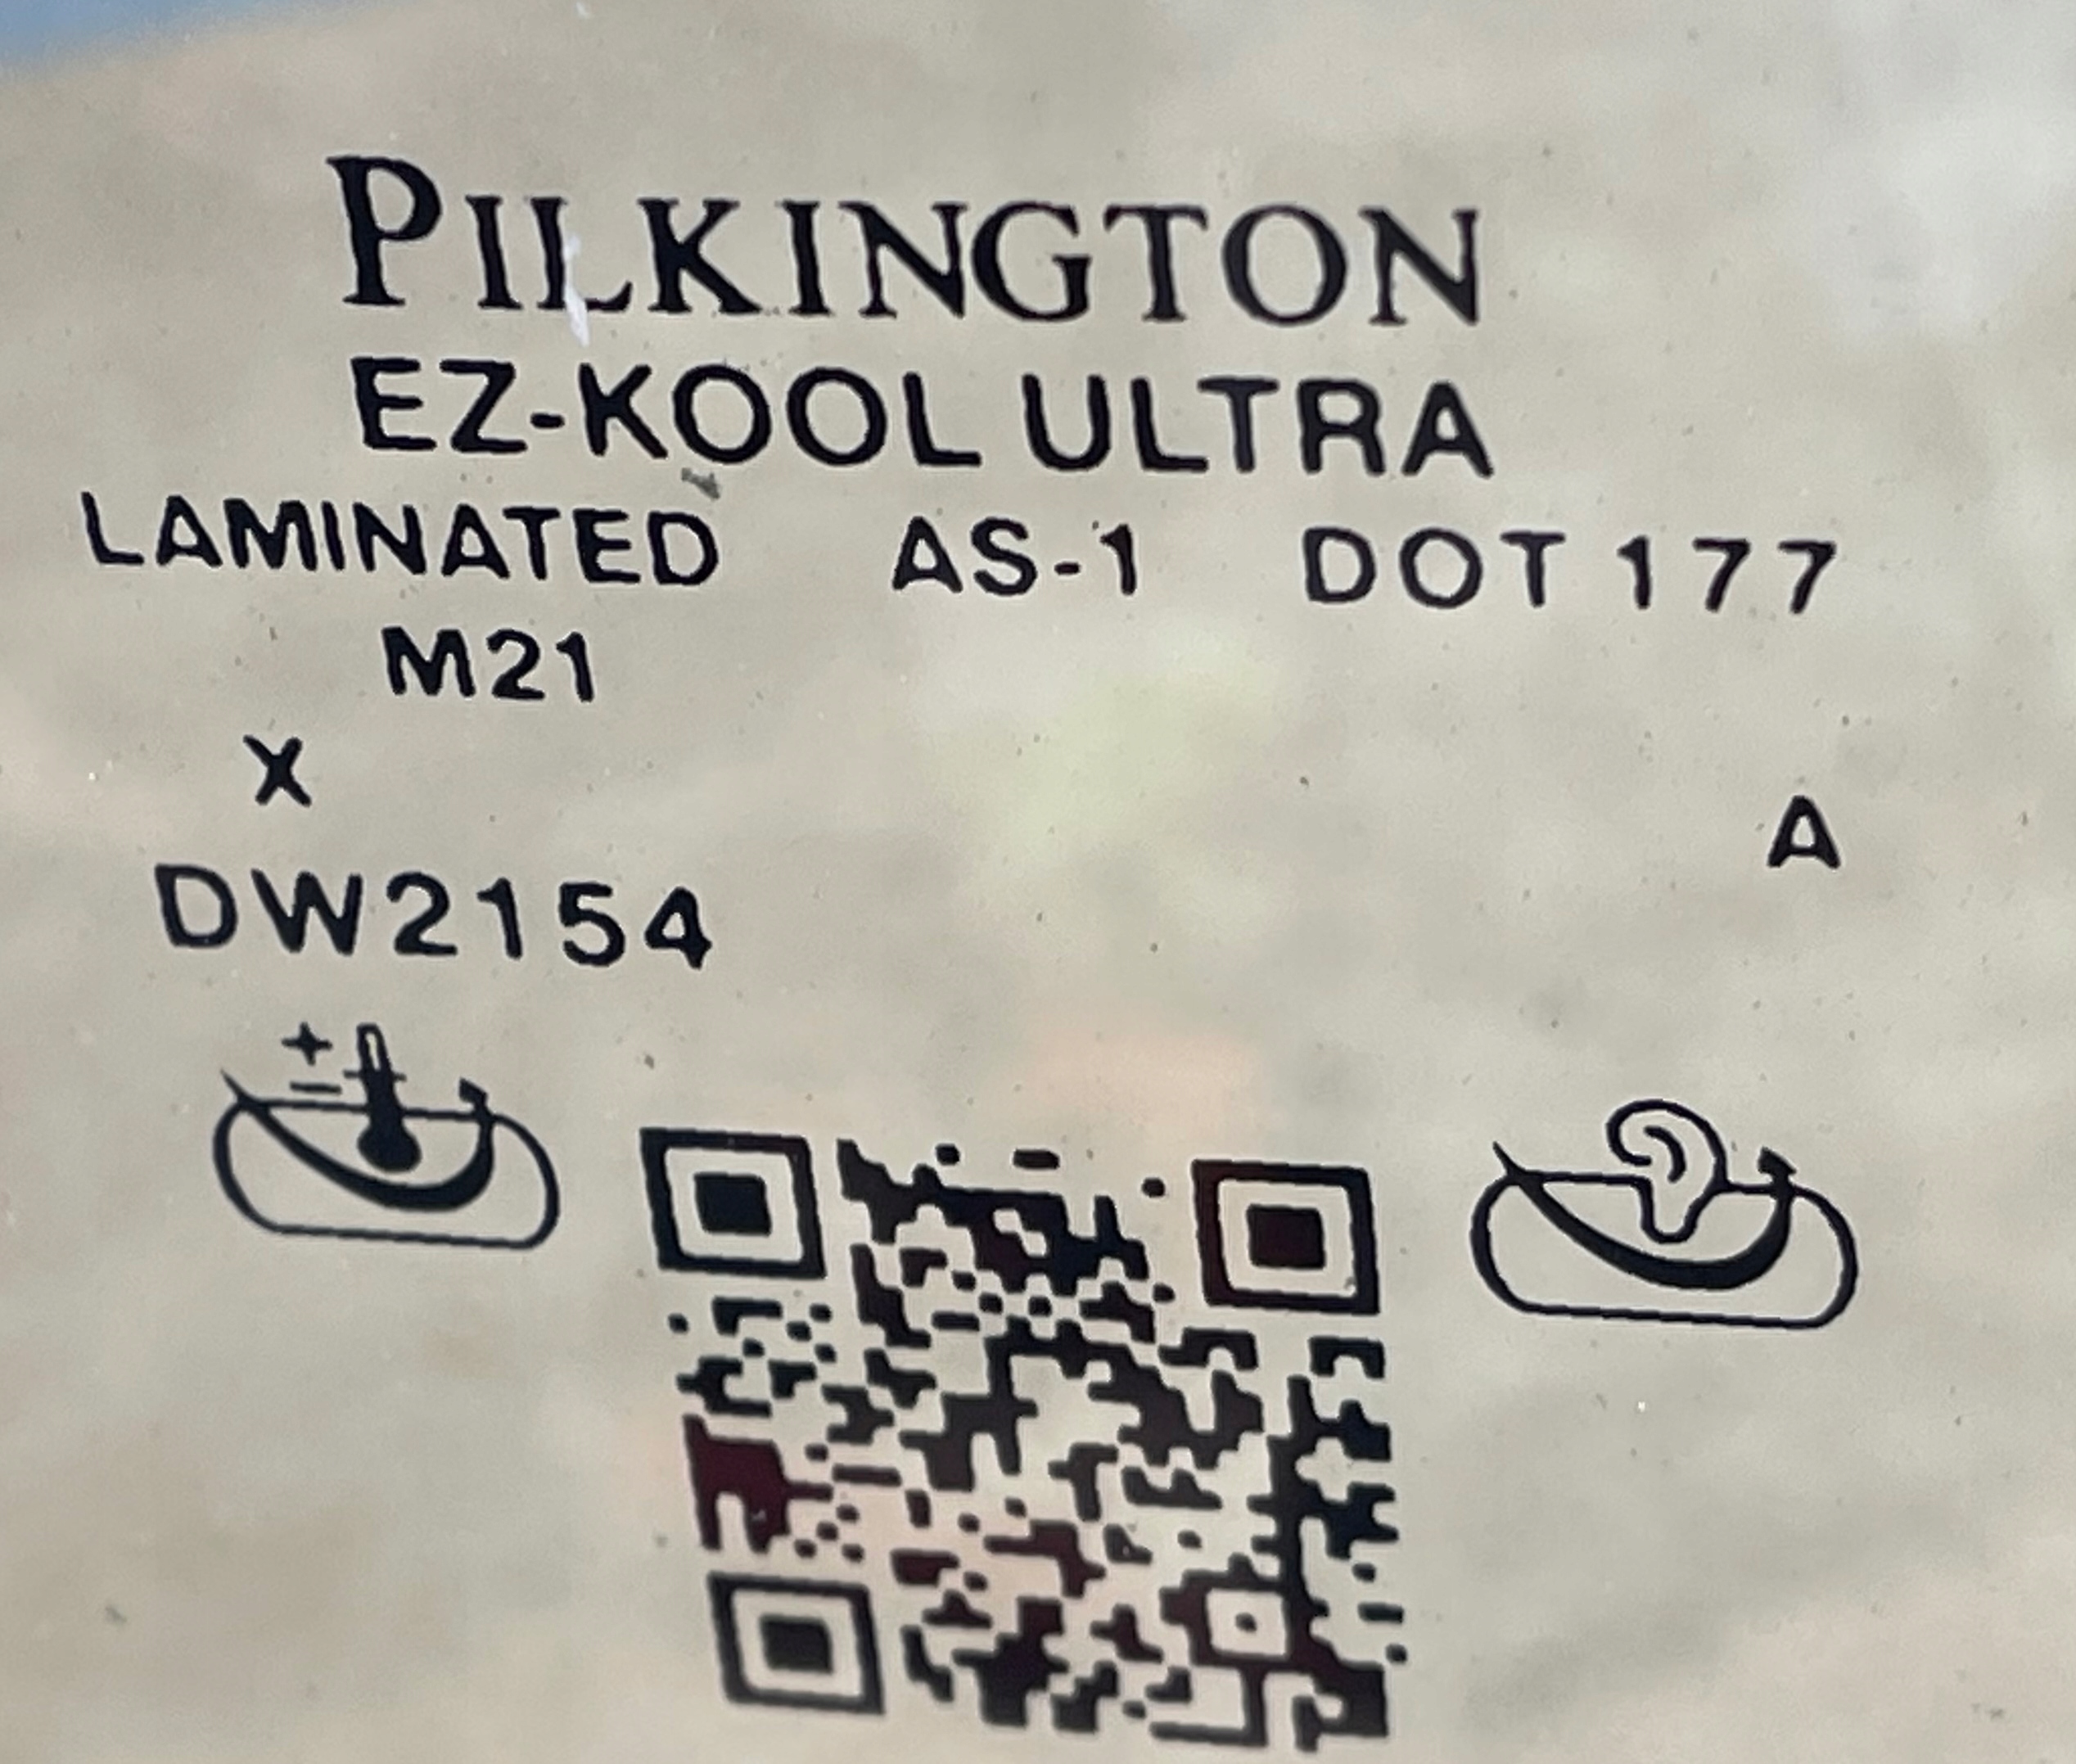 PILKINGTON
EZ-KOOL ULTRA
LAMINATED AS-1 DOT 177
M21
X
A
DW2154